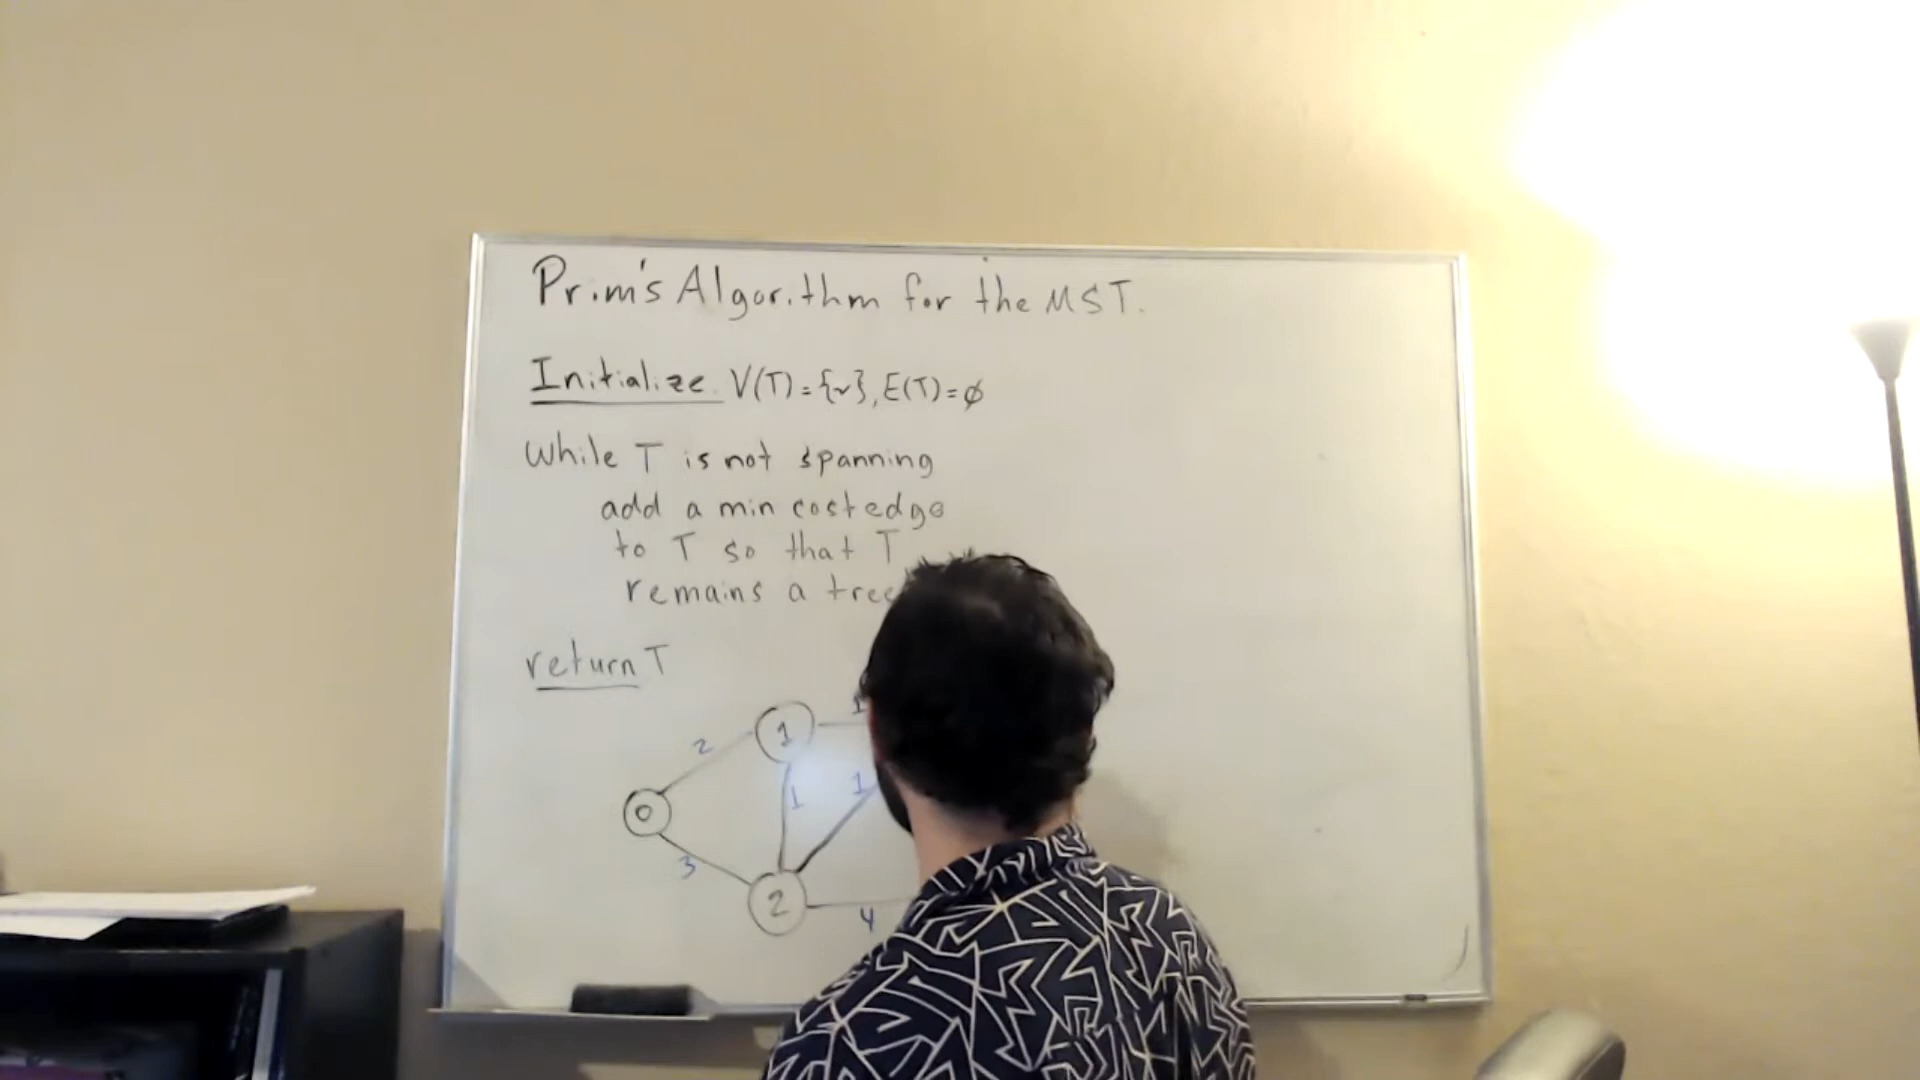 Prim's Algorithm for the MST.
Initialize. V(T) = {v}, E(T) = ∅
While T is not spanning
add a min cost edge
to T so that T
remains a tree
return T
1
1
2
1
1
0
3
2
4